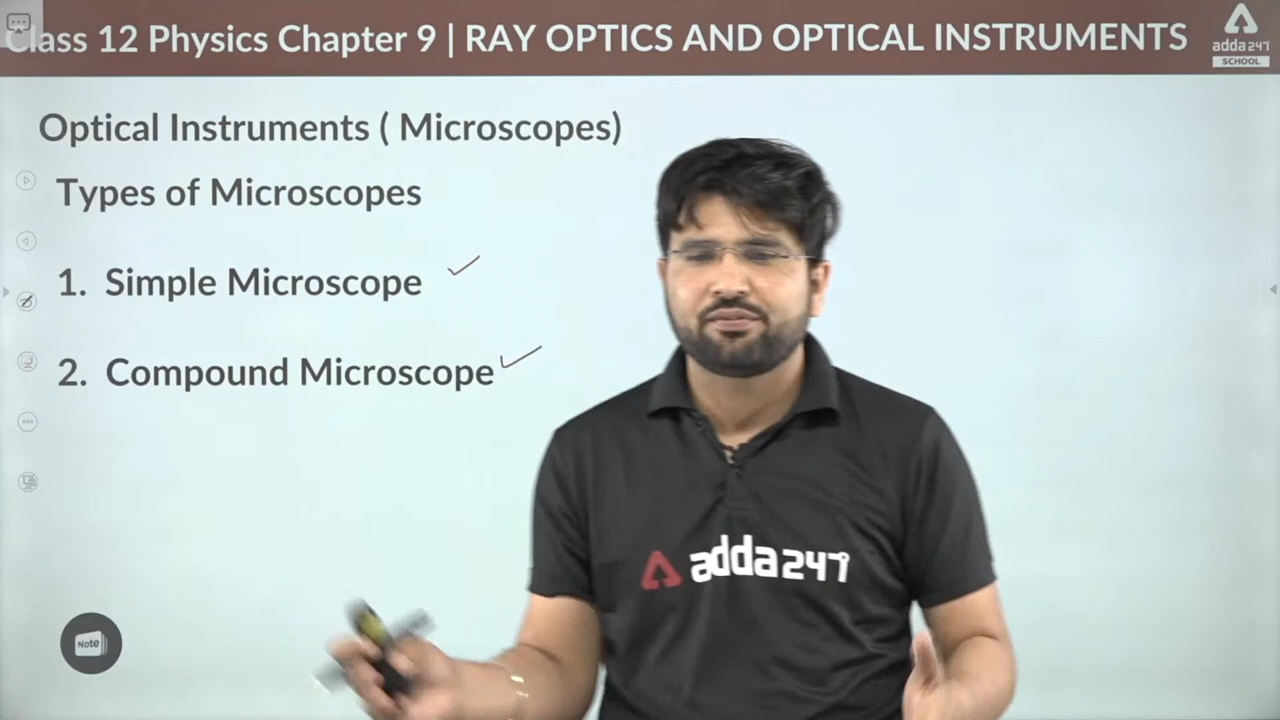 Class 12 Physics Chapter 9 | RAY OPTICS AND OPTICAL INSTRUMENTS
adda247
SCHOOL
Optical Instruments ( Microscopes)
Types of Microscopes
1. Simple Microscope
2. Compound Microscope
adda247
Note